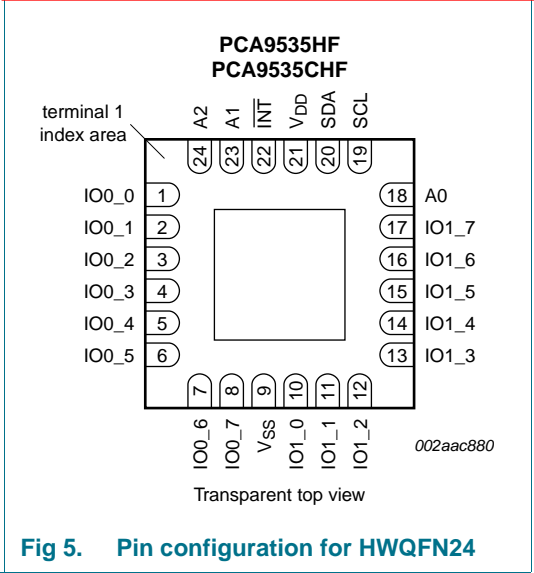 PCA9535HF
PCA9535CHF
terminal 1
index area
A2
A1
INT
VDD
SDA
SCL
24
23
22
21
20
19
IO0_0 1
IO0_1 2
IO0_2 3
IO0_3 4
IO0_4 5
IO0_5 6
18 A0
17 IO1_7
16 IO1_6
15 IO1_5
14 IO1_4
13 IO1_3
7
8
9
10
11
12
IO0_6
IO0_7
VSS
IO1_0
IO1_1
IO1_2
002aac880
Transparent top view
Fig 5. Pin configuration for HWQFN24